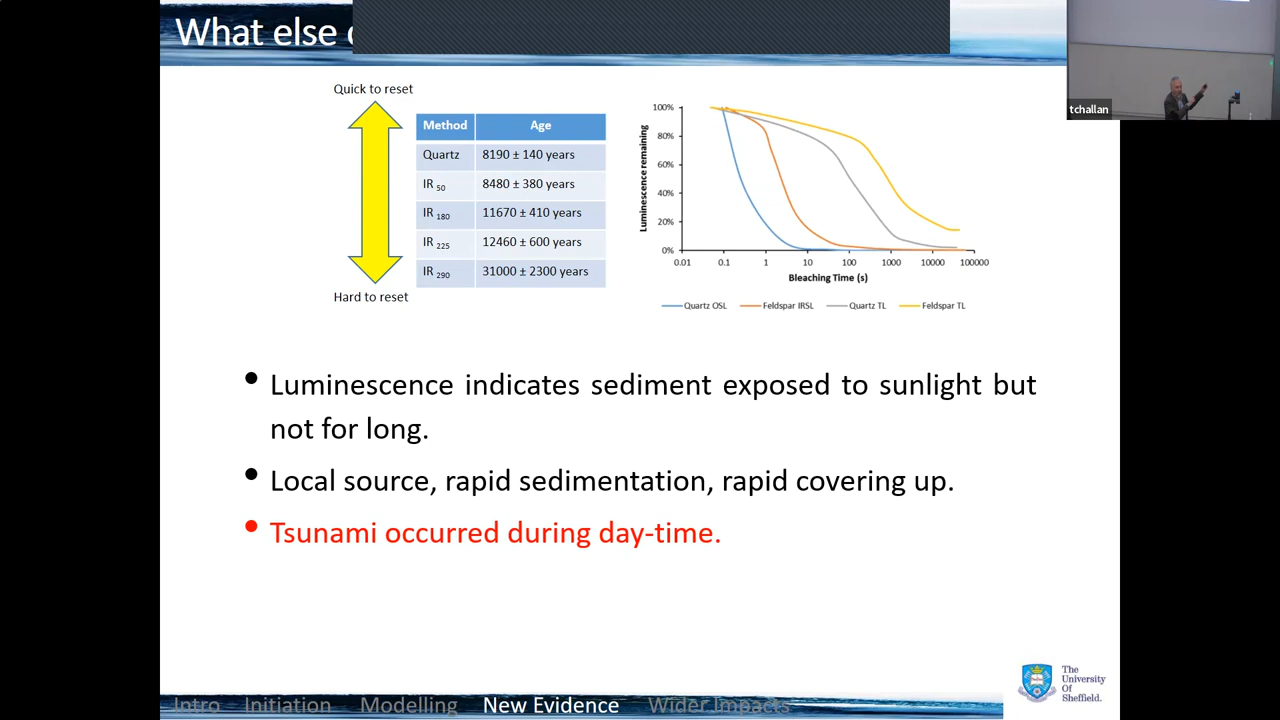 What else
tchallan
Quick to reset
Method Age
Quartz 8190 ± 140 years
IR 50 8480 ± 380 years
IR 180 11670 ± 410 years
IR 225 12460 ± 600 years
IR 290 31000 ± 2300 years
Hard to reset
Luminescence remaining
100%
80%
60%
40%
20%
0%
0.01 0.1 1 10 100 1000 10000 100000
Bleaching Time (s)
Quartz OSL Feldspar IRSL Quartz TL Feldspar TL
• Luminescence indicates sediment exposed to sunlight but
not for long.
• Local source, rapid sedimentation, rapid covering up.
• Tsunami occurred during day-time.
The
University
Of
Sheffield.
Intro Initiation Modelling New Evidence Wider Impacts